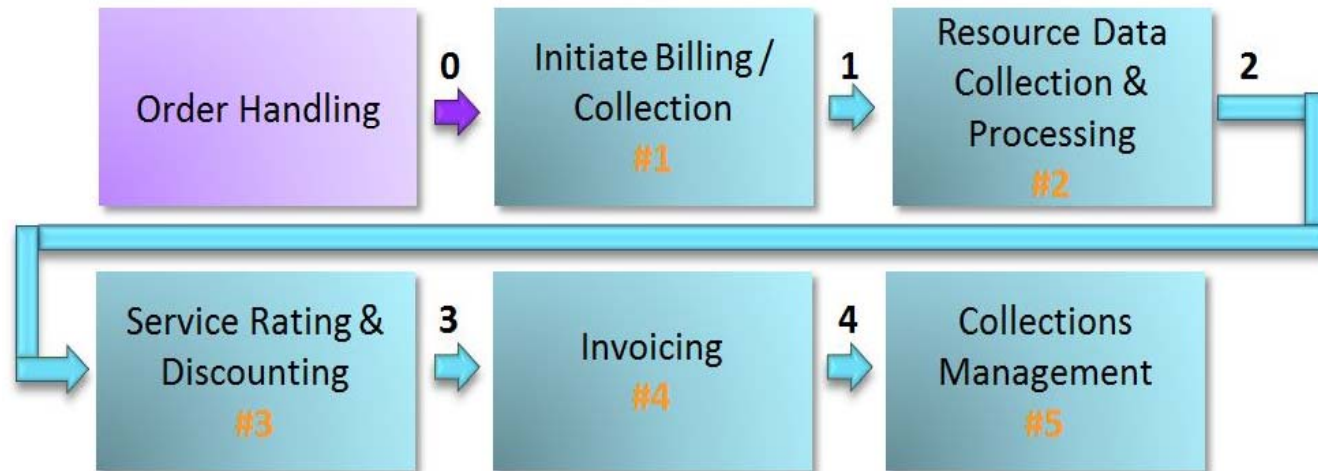 Order Handling
0
Initiate Billing /
Collection
#1
1
Resource Data
Collection &
Processing
#2
2
Service Rating &
Discounting
#3
3
Invoicing
#4
4
Collections
Management
#5